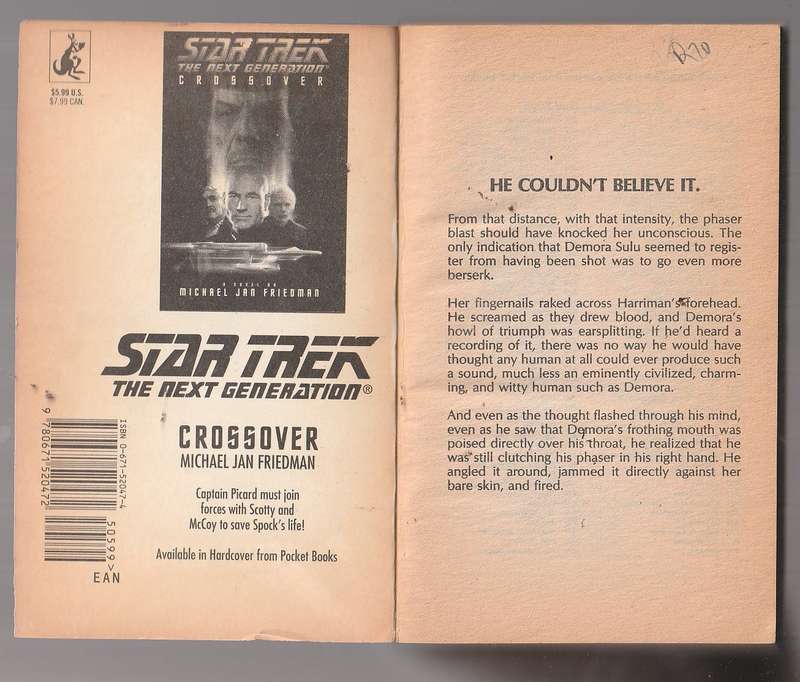 $5.99 U.S.
$7.99 CAN.
STAR TREK
THE NEXT GENERATION
CROSSOVER
A NOVEL BY
MICHAEL JAN FRIEDMAN
STAR TREK
THE NEXT GENERATION®
CROSSOVER
MICHAEL JAN FRIEDMAN
Captain Picard must join
forces with Scotty and
McCoy to save Spock's life!
Available in Hardcover from Pocket Books
ISBN 0-671-52047-4
9 780671 520472
50599>
EAN
R70
HE COULDN'T BELIEVE IT.
From that distance, with that intensity, the phaser
blast should have knocked her unconscious. The
only indication that Demora Sulu seemed to regis-
ter from having been shot was to go even more
berserk.
Her fingernails raked across Harriman's forehead.
He screamed as they drew blood, and Demora's
howl of triumph was earsplitting. If he'd heard a
recording of it, there was no way he would have
thought any human at all could ever produce such
a sound, much less an eminently civilized, charm-
ing, and witty human such as Demora.
And even as the thought flashed through his mind,
even as he saw that Demora's frothing mouth was
poised directly over his throat, he realized that he
was still clutching his phaser in his right hand. He
angled it around, jammed it directly against her
bare skin, and fired.